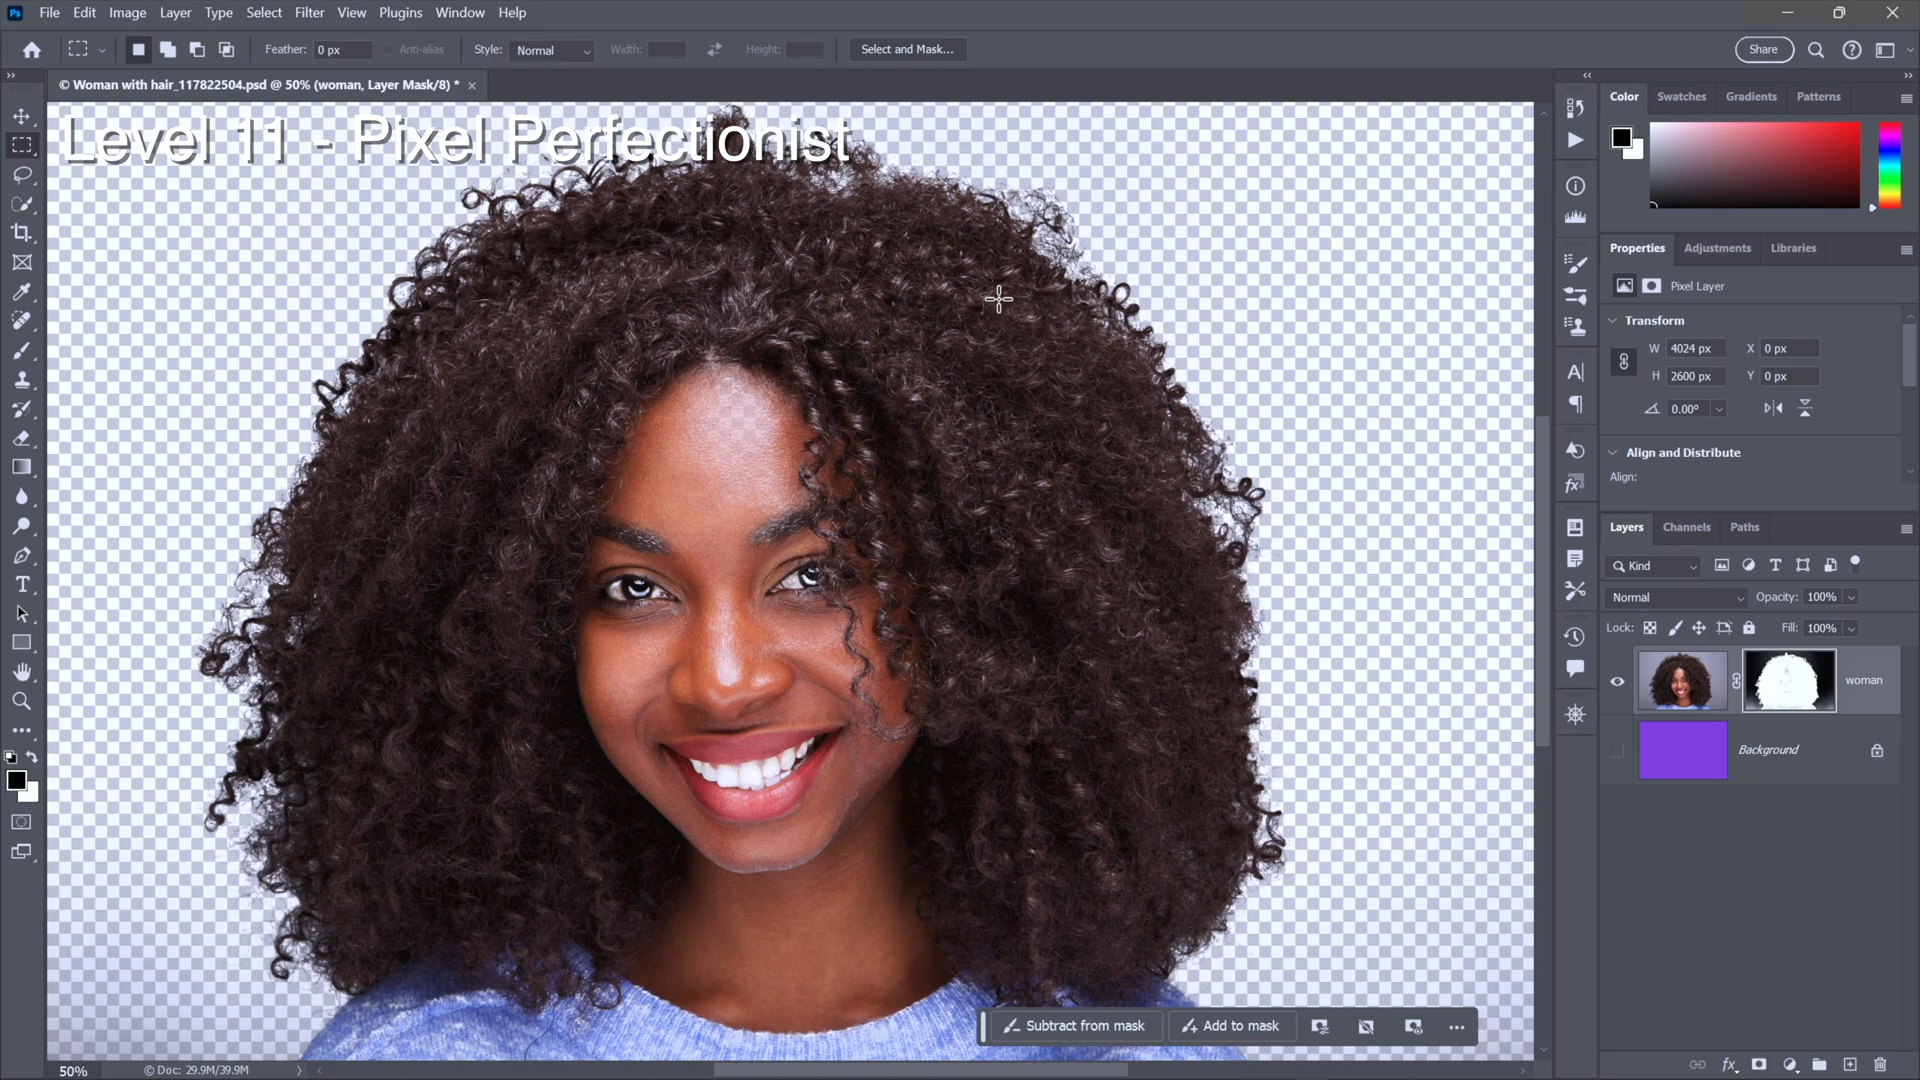 Ps File Edit Image Layer Type Select Filter View Plugins Window Help
Feather: 0 px Anti-alias Style: Normal Width: Height: Select and Mask... Share
© Woman with hair_117822504.psd @ 50% (woman, Layer Mask/8) *
Level 11 - Pixel Perfectionist
Color Swatches Gradients Patterns
Properties Adjustments Libraries
Pixel Layer
Transform
W 4024 px X 0 px
H 2600 px Y 0 px
0.00°
Align and Distribute
Align:
Layers Channels Paths
Kind
Normal Opacity: 100%
Lock: Fill: 100%
woman
Background
Subtract from mask Add to mask
50% © Doc: 29.9M/39.9M